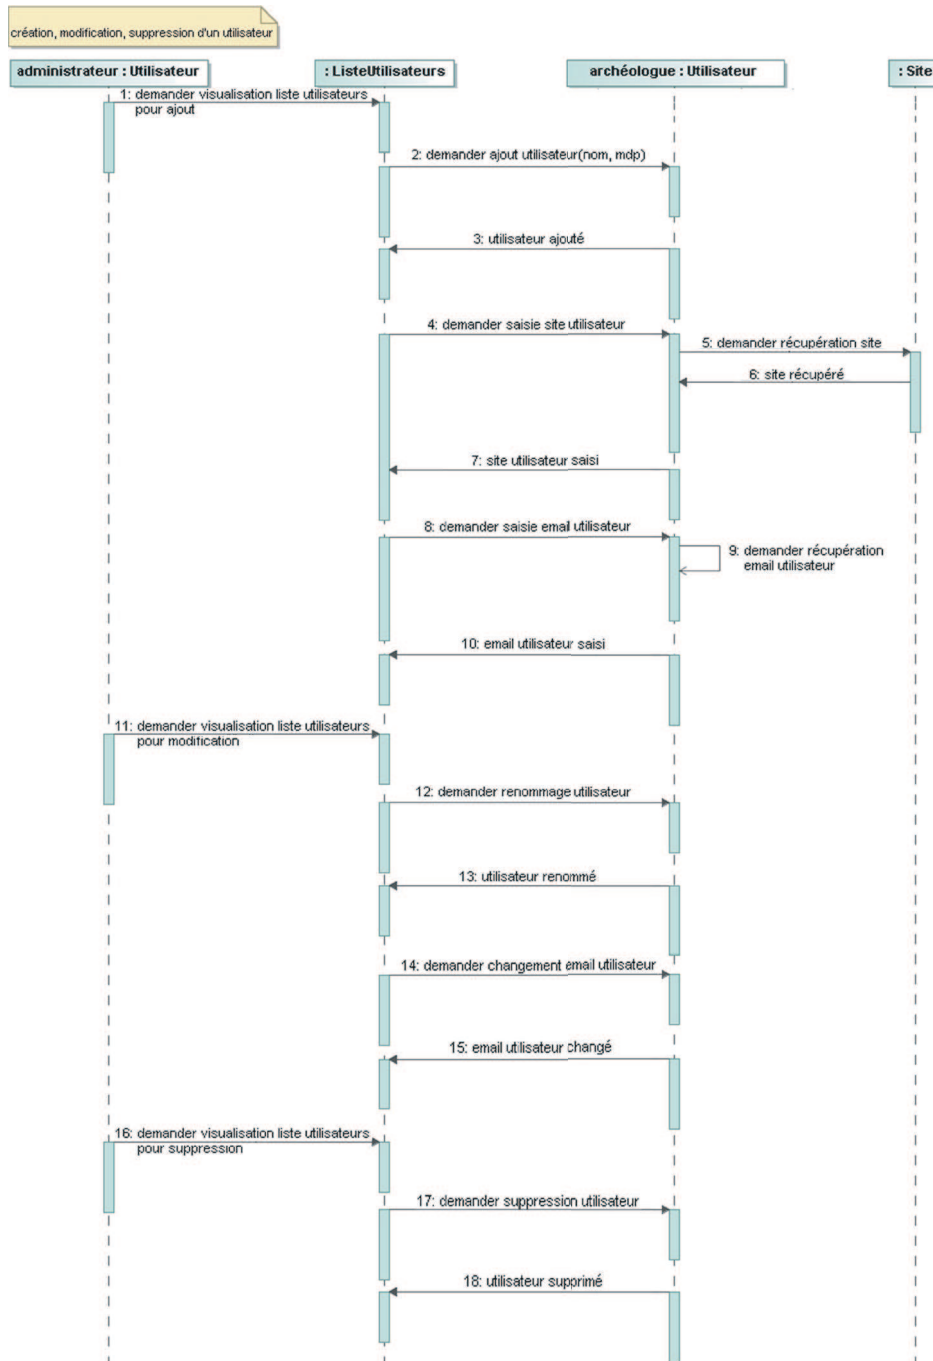 création, modification, suppression d'un utilisateur
administrateur : Utilisateur
: ListeUtilisateurs
archéologue : Utilisateur
: Site
1: demander visualisation liste utilisateurs
pour ajout
2: demander ajout utilisateur(nom, mdp)
3: utilisateur ajouté
4: demander saisie site utilisateur
5: demander récupération site
6: site récupéré
7: site utilisateur saisi
8: demander saisie email utilisateur
9: demander récupération
email utilisateur
10: email utilisateur saisi
11: demander visualisation liste utilisateurs
pour modification
12: demander renommage utilisateur
13: utilisateur renommé
14: demander changement email utilisateur
15: email utilisateur changé
16: demander visualisation liste utilisateurs
pour suppression
17: demander suppression utilisateur
18: utilisateur supprimé